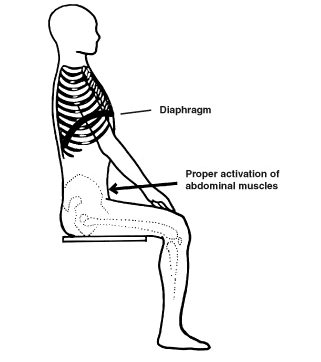 Diaphragm
Proper activation of
abdominal muscles